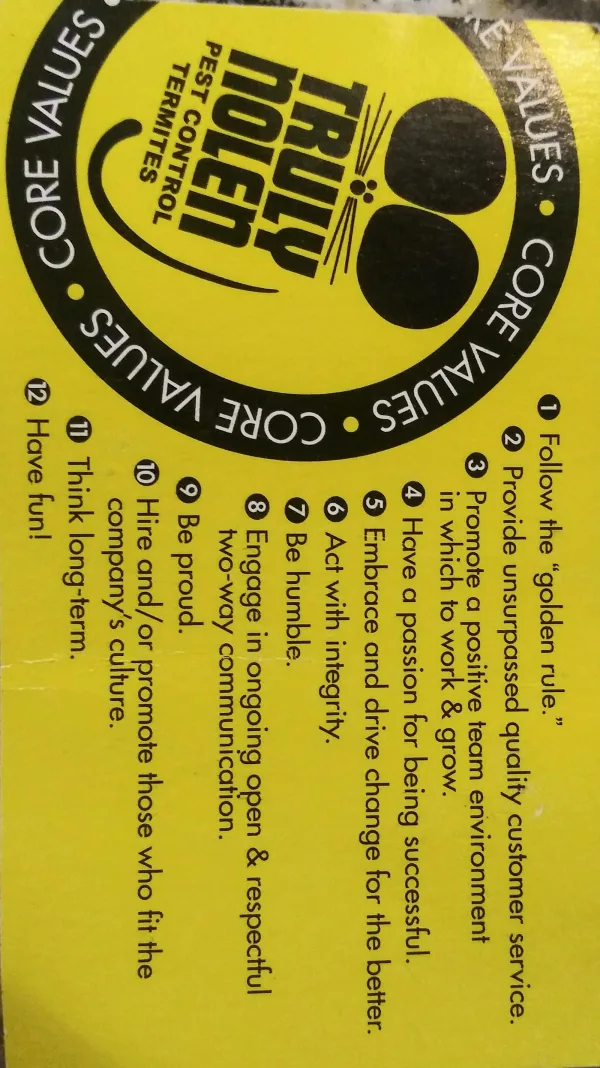 CORE VALUES • CORE VALUES • CORE VALUES • CORE VALUES •
TRULY
NOLEN
PEST CONTROL
TERMITES
1 Follow the “golden rule.”
2 Provide unsurpassed quality customer service.
3 Promote a positive team environment
in which to work & grow.
4 Have a passion for being successful.
5 Embrace and drive change for the better.
6 Act with integrity.
7 Be humble.
8 Engage in ongoing open & respectful
two-way communication.
9 Be proud.
10 Hire and/or promote those who fit the
company's culture.
11 Think long-term.
12 Have fun!